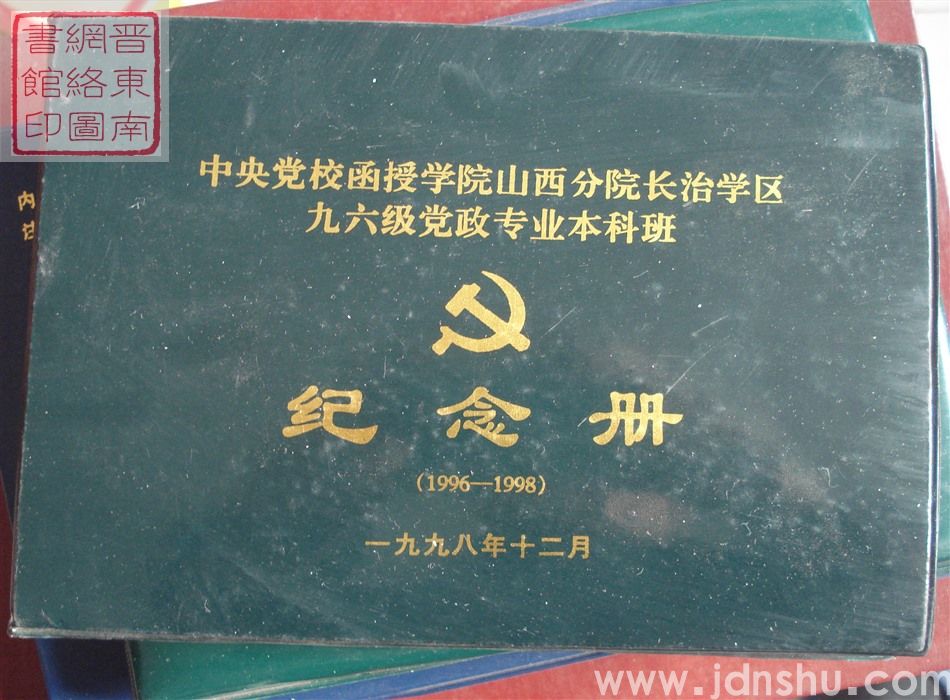 晋东南
網絡圖
書館印
中央党校函授学院山西分院长治学区
九六级党政专业本科班
纪念册
(1996—1998)
一九九八年十二月
内
www.jdnshu.com